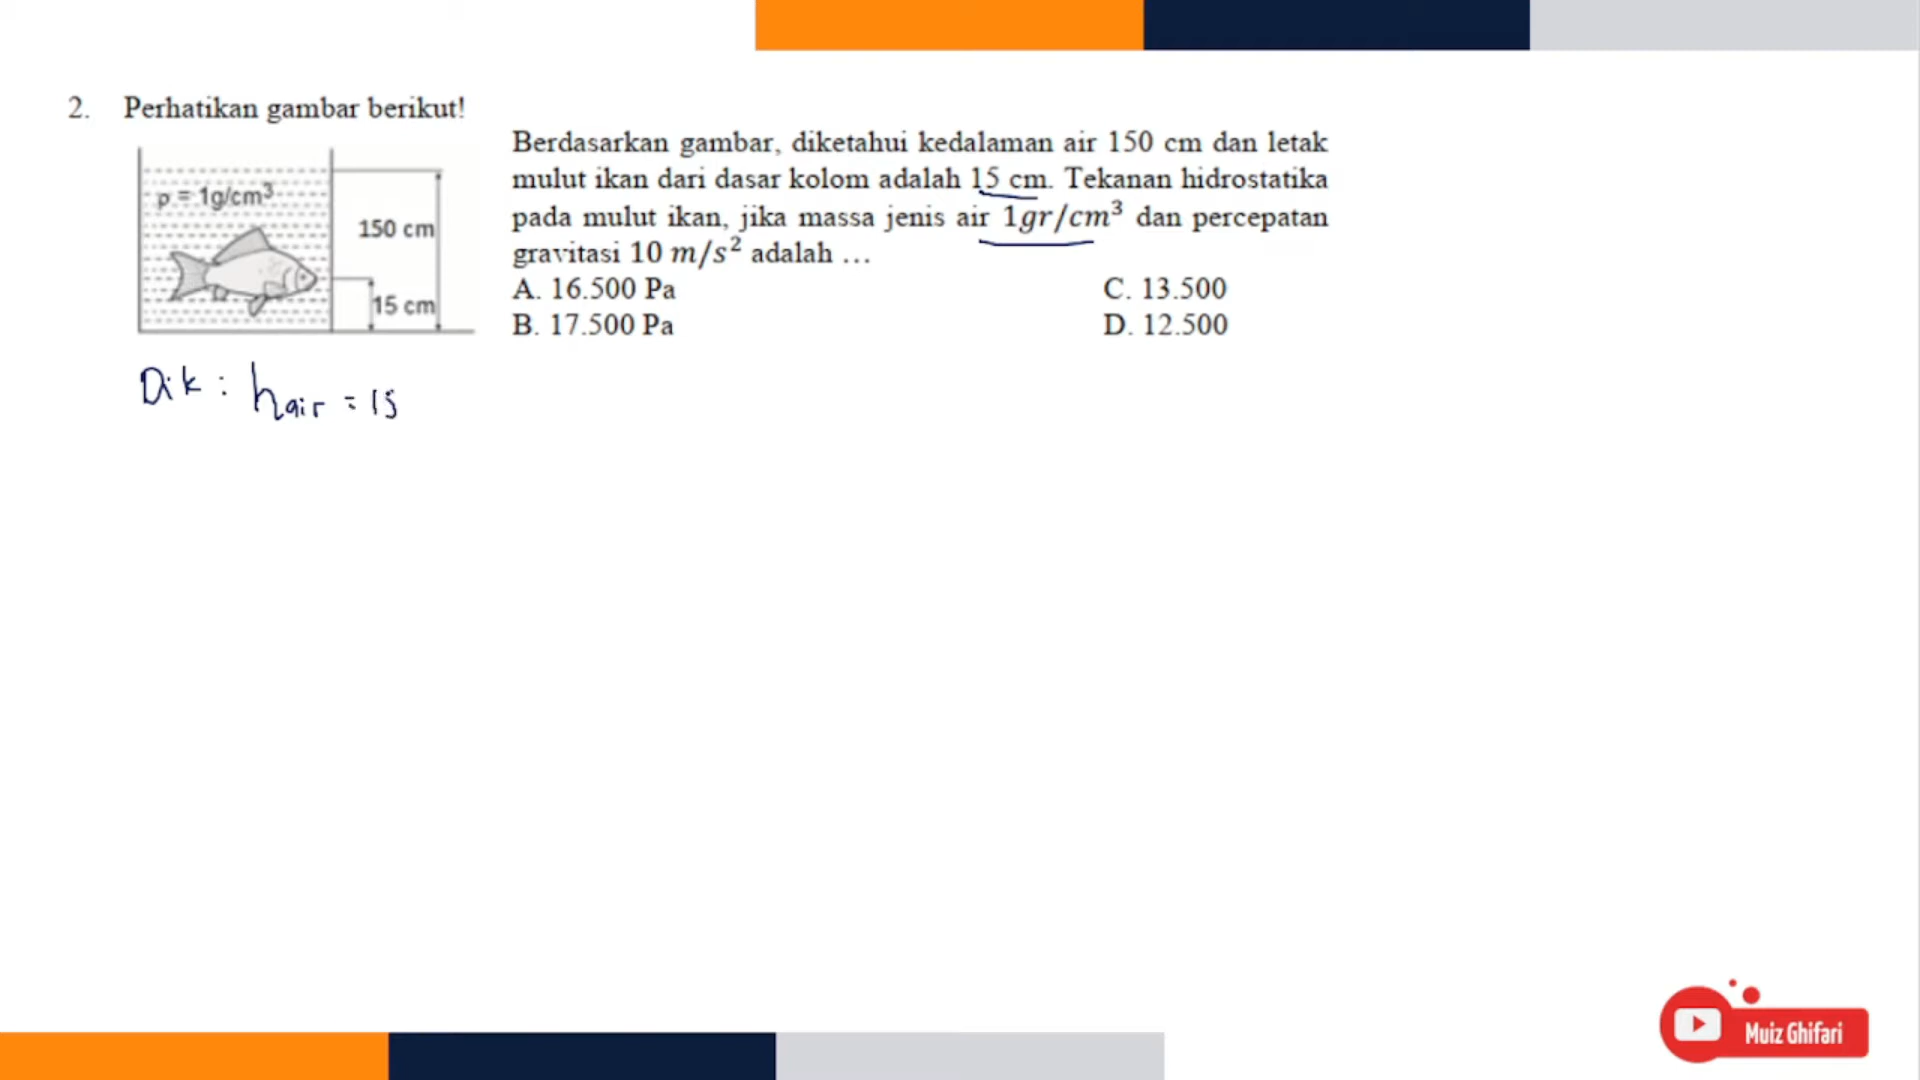 2. Perhatikan gambar berikut!
ρ = 1g/cm³
150 cm
15 cm
Berdasarkan gambar, diketahui kedalaman air 150 cm dan letak
mulut ikan dari dasar kolom adalah 15 cm. Tekanan hidrostatika
pada mulut ikan, jika massa jenis air 1gr/cm³ dan percepatan
gravitasi 10 m/s² adalah …
A. 16.500 Pa
C. 13.500
B. 17.500 Pa
D. 12.500
Dik : hair = 15
Muiz Ghifari